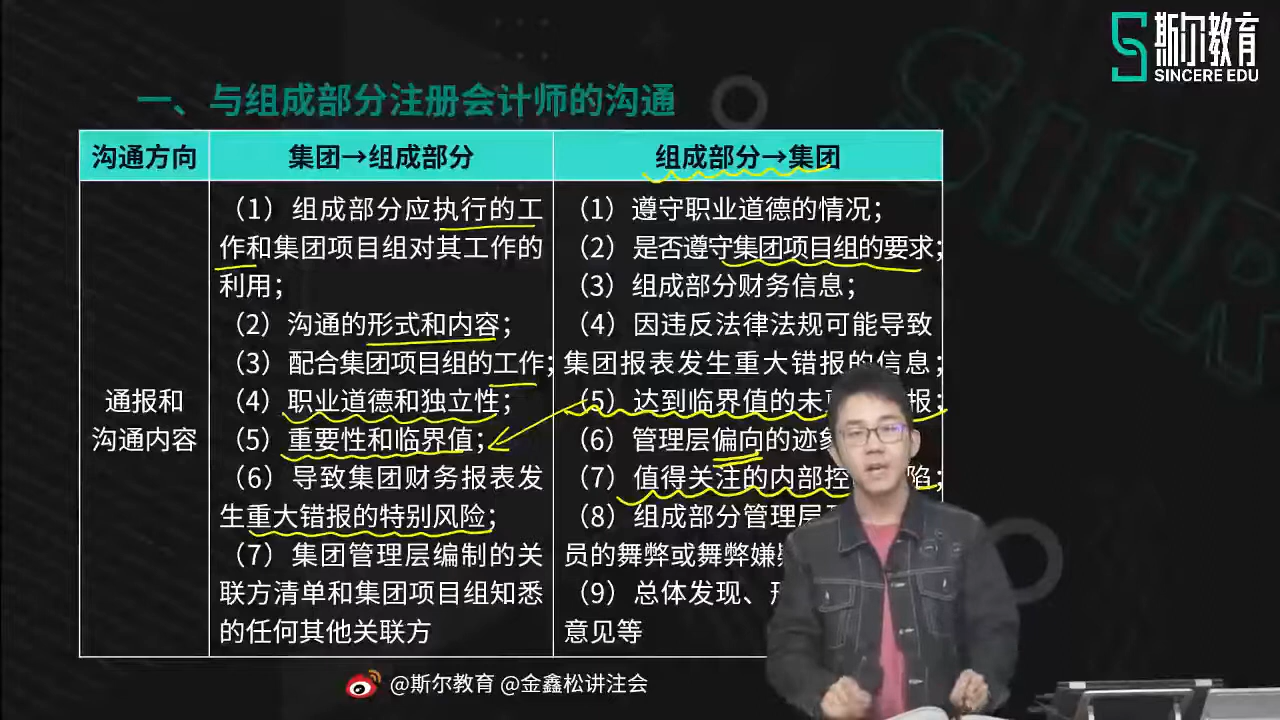 斯尔教育
SINCERE EDU
一、与组成部分注册会计师的沟通
沟通方向
集团→组成部分
组成部分→集团
通报和
沟通内容
（1）组成部分应执行的工
作和集团项目组对其工作的
利用；
（2）沟通的形式和内容；
（3）配合集团项目组的工作；
（4）职业道德和独立性；
（5）重要性和临界值；
（6）导致集团财务报表发
生重大错报的特别风险；
（7）集团管理层编制的关
联方清单和集团项目组知悉
的任何其他关联方
（1）遵守职业道德的情况；
（2）是否遵守集团项目组的要求；
（3）组成部分财务信息；
（4）因违反法律法规可能导致
集团报表发生重大错报的信息；
（5）达到临界值的未 报；
（6）管理层偏向的迹
（7）值得关注的内部控 陷；
（8）组成部分管理层
员的舞弊或舞弊嫌
（9）总体发现、
意见等
@斯尔教育 @金鑫松讲注会